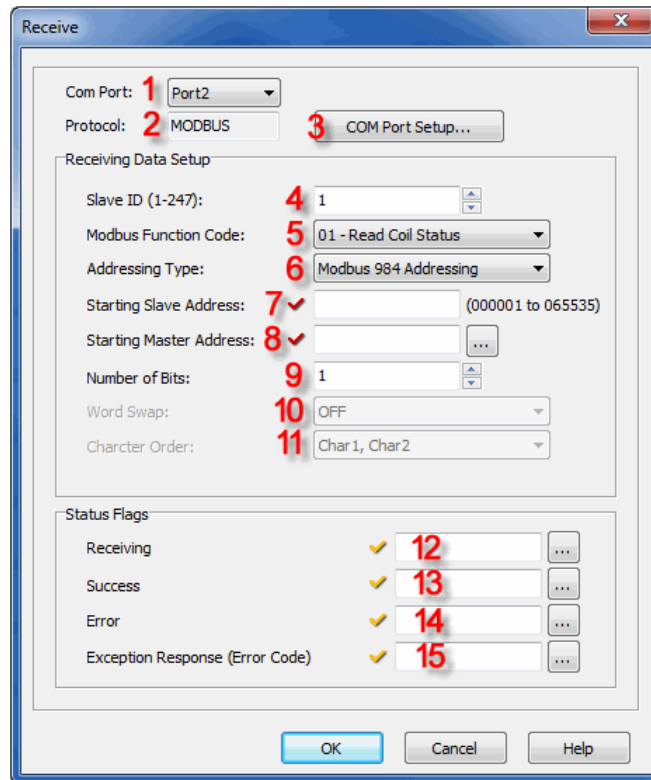 Receive
Com Port: 1 Port2
Protocol: 2 MODBUS 3 COM Port Setup...
Receiving Data Setup
Slave ID (1-247): 4 1
Modbus Function Code: 5 01 - Read Coil Status
Addressing Type: 6 Modbus 984 Addressing
Starting Slave Address: 7 (000001 to 065535)
Starting Master Address: 8 ...
Number of Bits: 9 1
Word Swap: 10 OFF
Charcter Order: 11 Char1, Char2
Status Flags
Receiving 12 ...
Success 13 ...
Error 14 ...
Exception Response (Error Code) 15 ...
OK Cancel Help